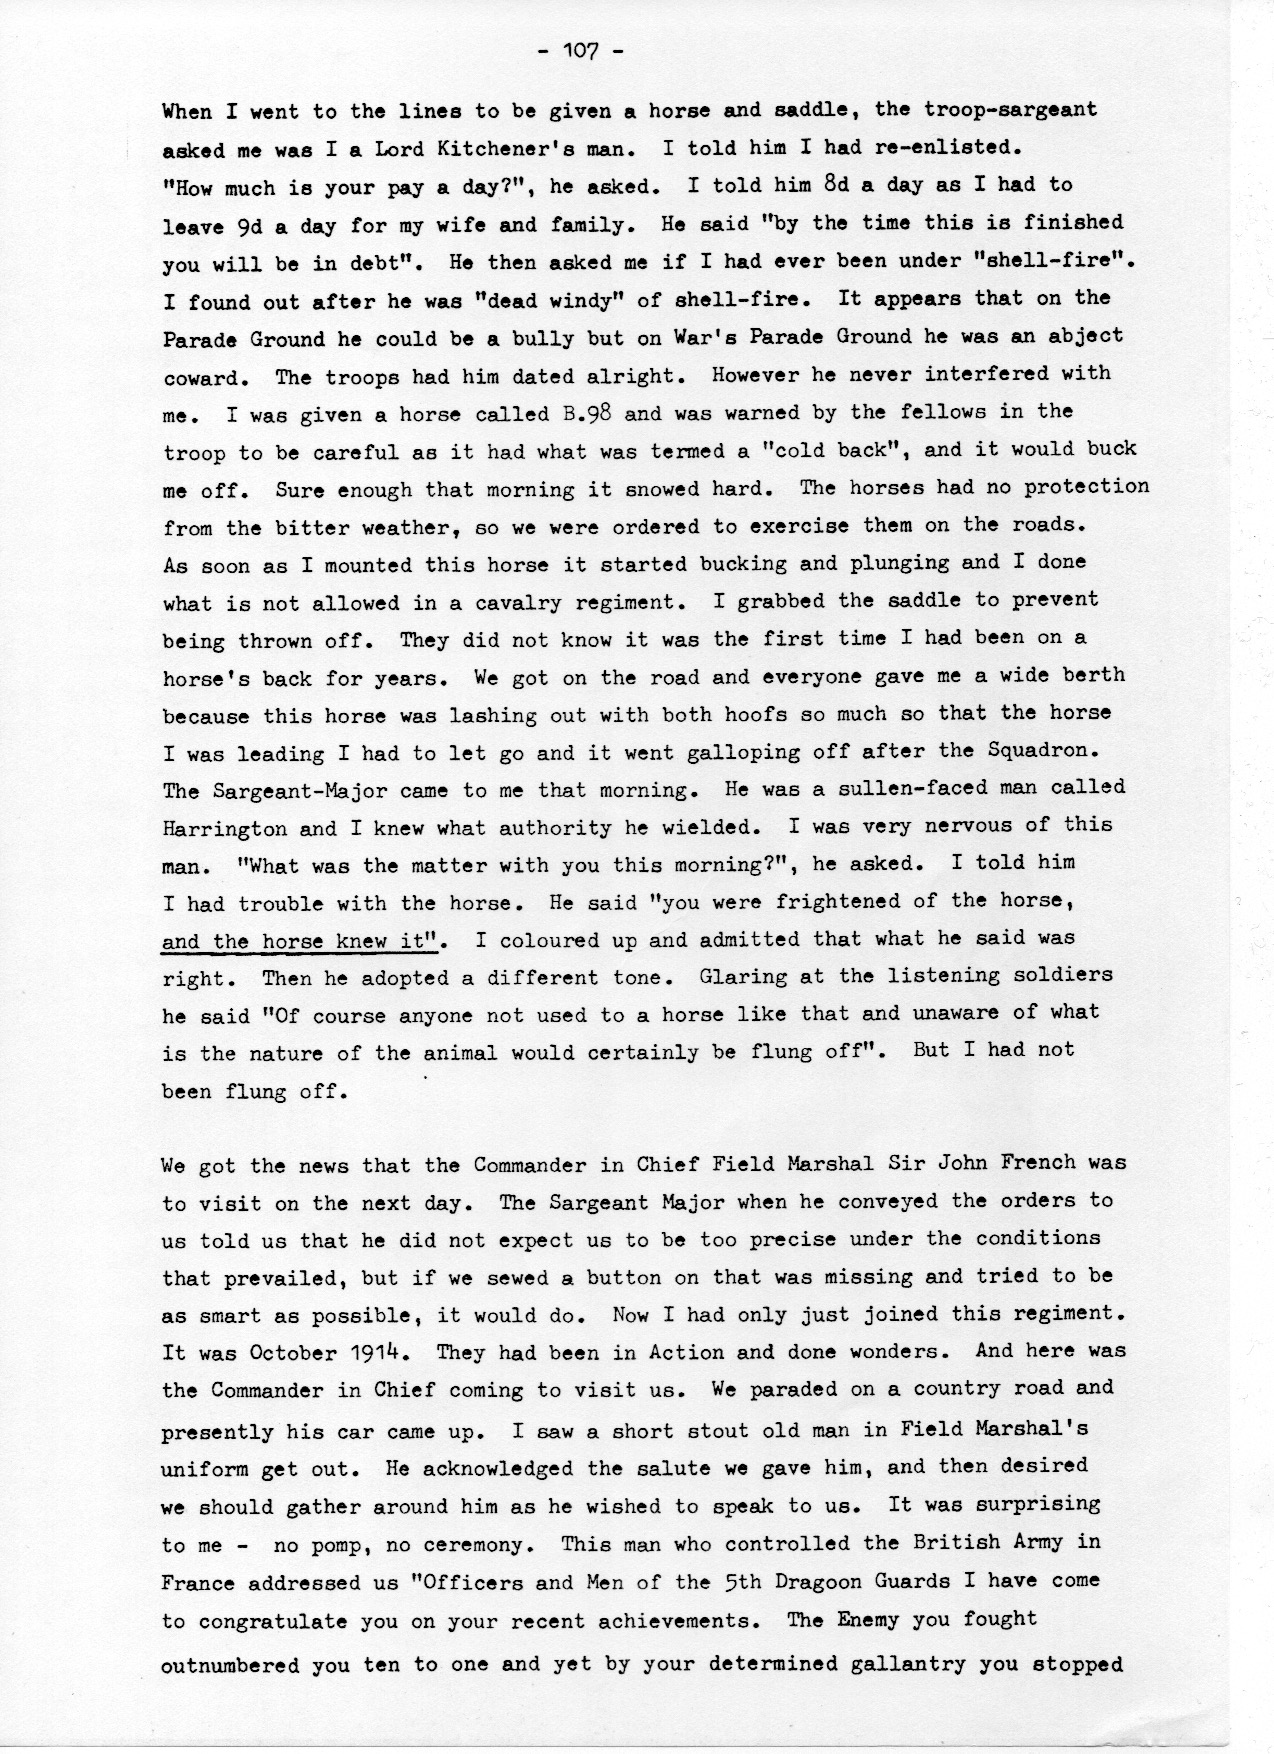 - 107 -
When I went to the lines to be given a horse and saddle, the troop-sargeant
asked me was I a Lord Kitchener's man. I told him I had re-enlisted.
"How much is your pay a day?", he asked. I told him 8d a day as I had to
leave 9d a day for my wife and family. He said "by the time this is finished
you will be in debt". He then asked me if I had ever been under "shell-fire".
I found out after he was "dead windy" of shell-fire. It appears that on the
Parade Ground he could be a bully but on War's Parade Ground he was an abject
coward. The troops had him dated alright. However he never interfered with
me. I was given a horse called B.98 and was warned by the fellows in the
troop to be careful as it had what was termed a "cold back", and it would buck
me off. Sure enough that morning it snowed hard. The horses had no protection
from the bitter weather, so we were ordered to exercise them on the roads.
As soon as I mounted this horse it started bucking and plunging and I done
what is not allowed in a cavalry regiment. I grabbed the saddle to prevent
being thrown off. They did not know it was the first time I had been on a
horse's back for years. We got on the road and everyone gave me a wide berth
because this horse was lashing out with both hoofs so much so that the horse
I was leading I had to let go and it went galloping off after the Squadron.
The Sargeant-Major came to me that morning. He was a sullen-faced man called
Harrington and I knew what authority he wielded. I was very nervous of this
man. "What was the matter with you this morning?", he asked. I told him
I had trouble with the horse. He said "you were frightened of the horse,
and the horse knew it". I coloured up and admitted that what he said was
right. Then he adopted a different tone. Glaring at the listening soldiers
he said "Of course anyone not used to a horse like that and unaware of what
is the nature of the animal would certainly be flung off". But I had not
been flung off.
We got the news that the Commander in Chief Field Marshal Sir John French was
to visit on the next day. The Sargeant Major when he conveyed the orders to
us told us that he did not expect us to be too precise under the conditions
that prevailed, but if we sewed a button on that was missing and tried to be
as smart as possible, it would do. Now I had only just joined this regiment.
It was October 1914. They had been in Action and done wonders. And here was
the Commander in Chief coming to visit us. We paraded on a country road and
presently his car came up. I saw a short stout old man in Field Marshal's
uniform get out. He acknowledged the salute we gave him, and then desired
we should gather around him as he wished to speak to us. It was surprising
to me - no pomp, no ceremony. This man who controlled the British Army in
France addressed us "Officers and Men of the 5th Dragoon Guards I have come
to congratulate you on your recent achievements. The Enemy you fought
outnumbered you ten to one and yet by your determined gallantry you stopped